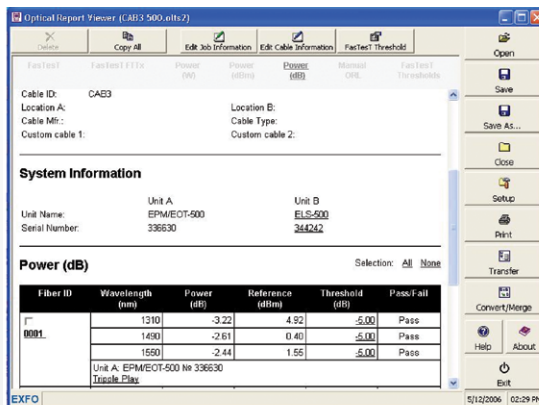 Optical Report Viewer (CAB3 500.olts2)
Delete
Copy All
Edit Job Information
Edit Cable Information
FasTesT Threshold
FasTesT
FasTesT FTTx
Power (W)
Power (dBm)
Power (dB)
Manual ORL
FasTesT Thresholds
Cable ID: CAB3
Location A: Location B:
Cable Mfr.: Cable Type:
Custom cable 1: Custom cable 2:
System Information
Unit A Unit B
Unit Name: EPM/EOT-500 ELS-500
Serial Number: 336630 344242
Power (dB) Selection: All None
Fiber ID Wavelength (nm) Power (dB) Reference (dBm) Threshold (dB) Pass/Fail
0001 1310 -3.22 4.92 -5.00 Pass
1490 -2.61 0.40 -5.00 Pass
1550 -2.44 1.55 -5.00 Pass
Unit A: EPM/EOT-500 Nº 336630
Tripple Play
Open
Save
Save As...
Close
Setup
Print
Transfer
Convert/Merge
Help About
Exit
EXFO
5/12/2006 02:29 PM